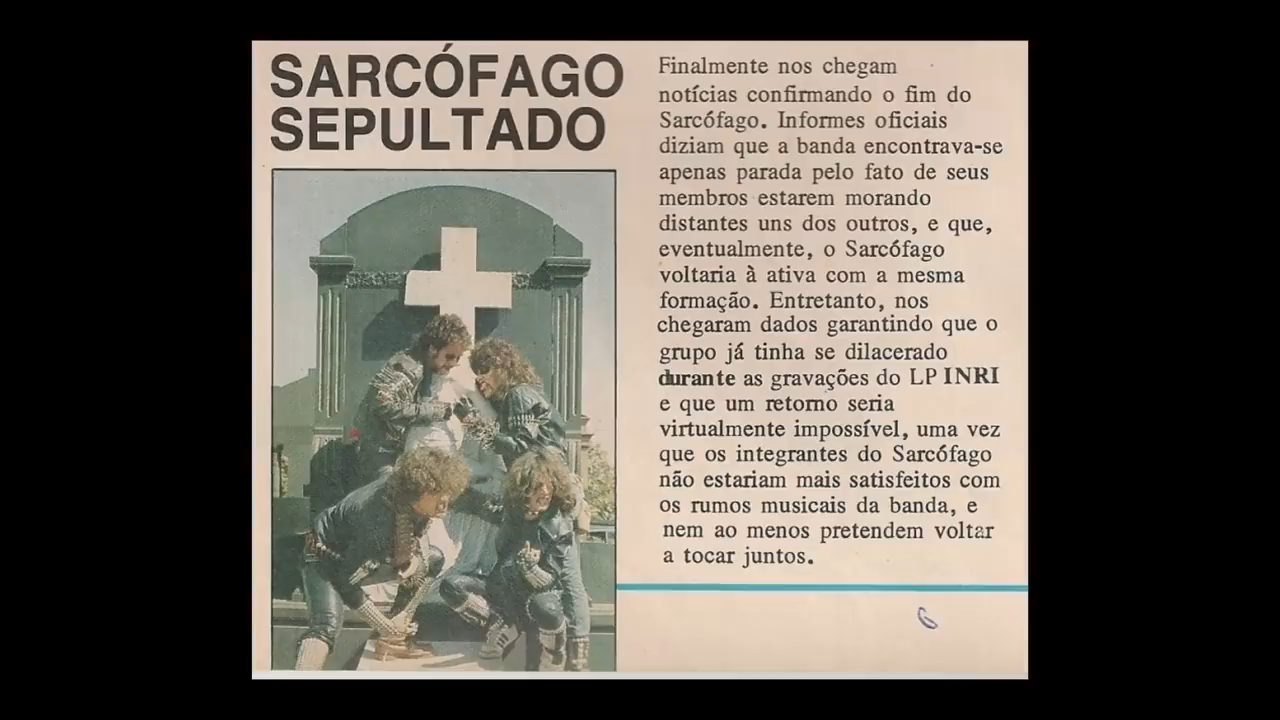 SARCÓFAGO
SEPULTADO
Finalmente nos chegam
notícias confirmando o fim do
Sarcófago. Informes oficiais
diziam que a banda encontrava-se
apenas parada pelo fato de seus
membros estarem morando
distantes uns dos outros, e que,
eventualmente, o Sarcófago
voltaria à ativa com a mesma
formação. Entretanto, nos
chegaram dados garantindo que o
grupo já tinha se dilacerado
durante as gravações do LP INRI
e que um retorno seria
virtualmente impossível, uma vez
que os integrantes do Sarcófago
não estariam mais satisfeitos com
os rumos musicais da banda, e
nem ao menos pretendem voltar
a tocar juntos.
6